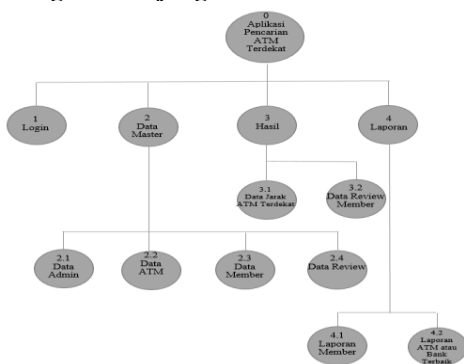 0
Aplikasi
Pencarian
ATM
Terdekat
1
Login
2
Data
Master
3
Hasil
4
Laporan
3.1
Data Jarak
ATM Terdekat
3.2
Data Review
Member
2.1
Data
Admin
2.2
Data
ATM
2.3
Data
Member
2.4
Data Review
4.1
Laporan
Member
4.2
Laporan
ATM atau
Bank
Terbaik